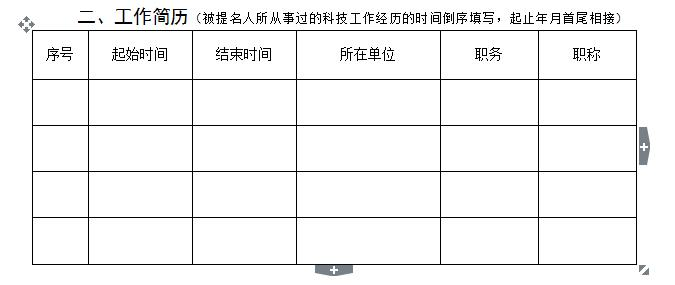 二、工作简历（被提名人所从事过的科技工作经历的时间倒序填写，起止年月首尾相接）
序号 起始时间 结束时间 所在单位 职务 职称